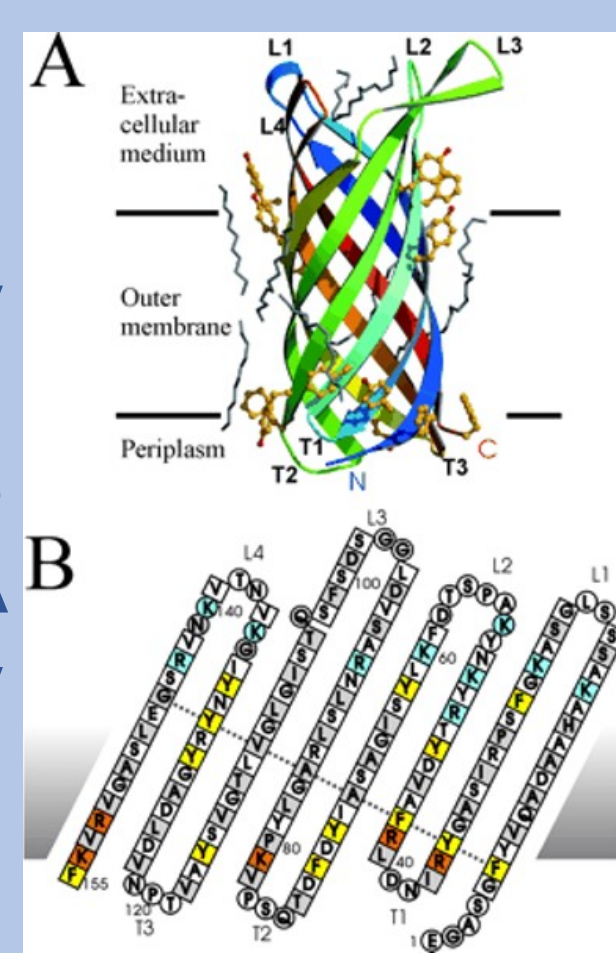 A
L1
L2
L3
L4
Extra-
cellular
medium
Outer
membrane
Periplasm
T1
T2
T3
N
C
B
L4
L3
L2
L1
140
100
60
80
40
120
155
1
T3
T2
T1
EGASGFYVQADAAHAKASSSLGSAKGFSPRISAGYRINDLRFAVDYTRYKNYKAPSTDFKLYSIGASAIYDFDTQSPVKPYLGARLSLNRASVDLGGSDSFSQTSIGLGVLTGVSYAVTPNVDLDAGYRYNYIGKVNTVKNVRSGELSAGVRVKF